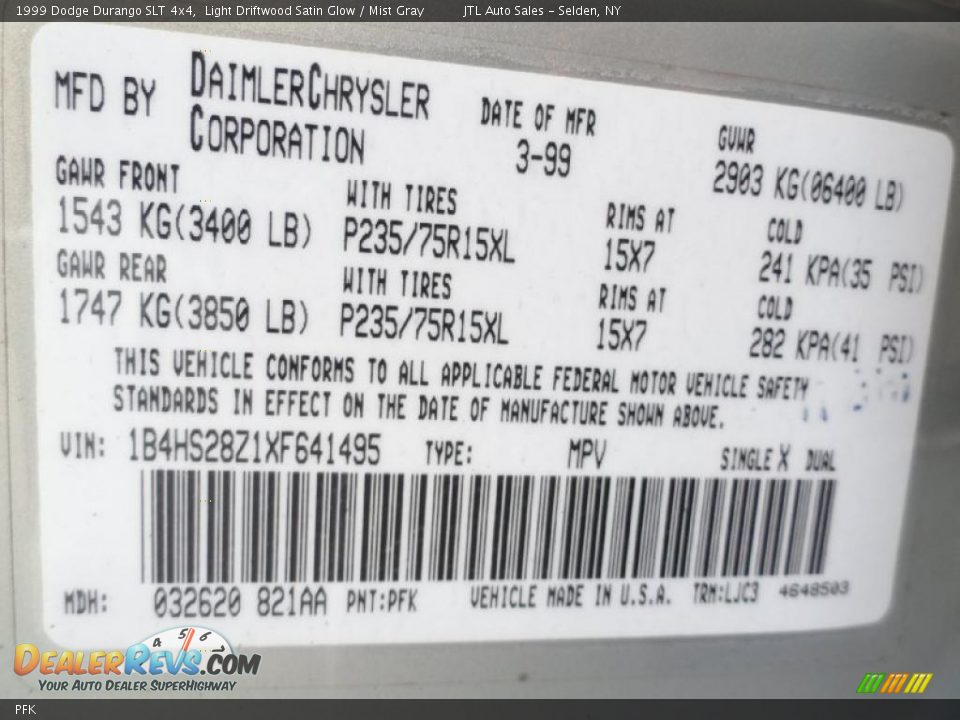 1999 Dodge Durango SLT 4x4, Light Driftwood Satin Glow / Mist Gray JTL Auto Sales - Selden, NY
MFD BY DAIMLERCHRYSLER CORPORATION
DATE OF MFR 3-99
GVWR 2903 KG(06400 LB)
GAWR FRONT WITH TIRES RIMS AT COLD
1543 KG(3400 LB) P235/75R15XL 15X7 241 KPA(35 PSI)
GAWR REAR WITH TIRES RIMS AT COLD
1747 KG(3850 LB) P235/75R15XL 15X7 282 KPA(41 PSI)
THIS VEHICLE CONFORMS TO ALL APPLICABLE FEDERAL MOTOR VEHICLE SAFETY
STANDARDS IN EFFECT ON THE DATE OF MANUFACTURE SHOWN ABOVE.
VIN: 1B4HS28Z1XF641495 TYPE: MPV SINGLE X DUAL
MDH: 032620 821AA PNT:PFK VEHICLE MADE IN U.S.A. TRM:LJC3 4648503
4 5 6
DEALERREVS.COM
YOUR AUTO DEALER SUPERHIGHWAY
PFK